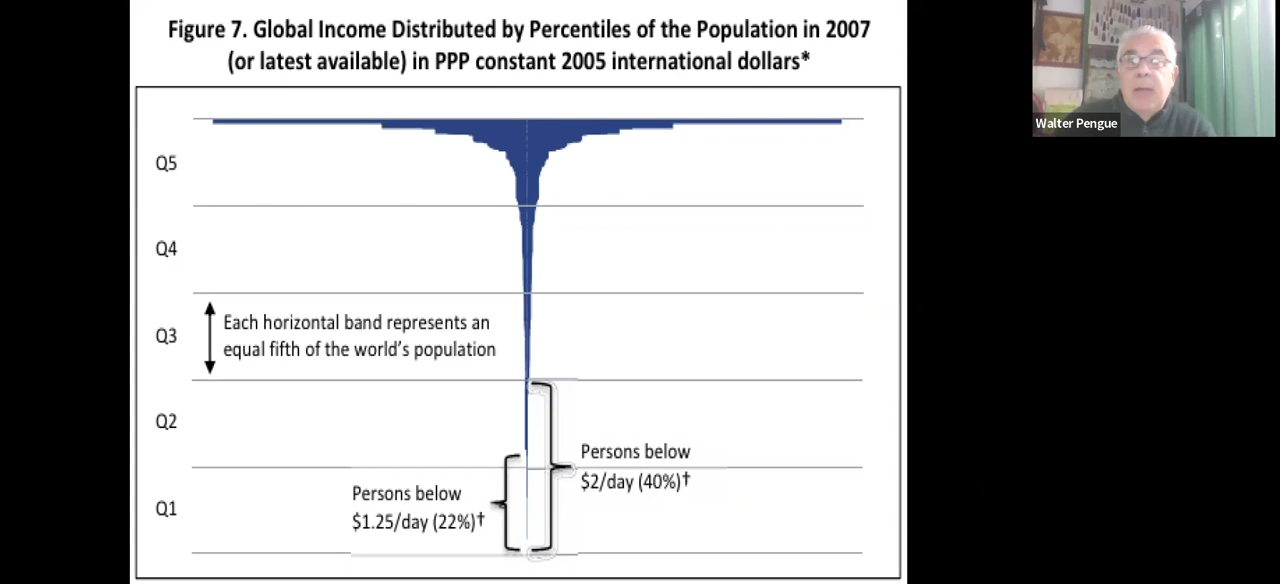 Figure 7. Global Income Distributed by Percentiles of the Population in 2007
(or latest available) in PPP constant 2005 international dollars*
Q5
Q4
Q3
Each horizontal band represents an
equal fifth of the world's population
Q2
Persons below
$2/day (40%)†
Q1
Persons below
$1.25/day (22%)†
Walter Pengue